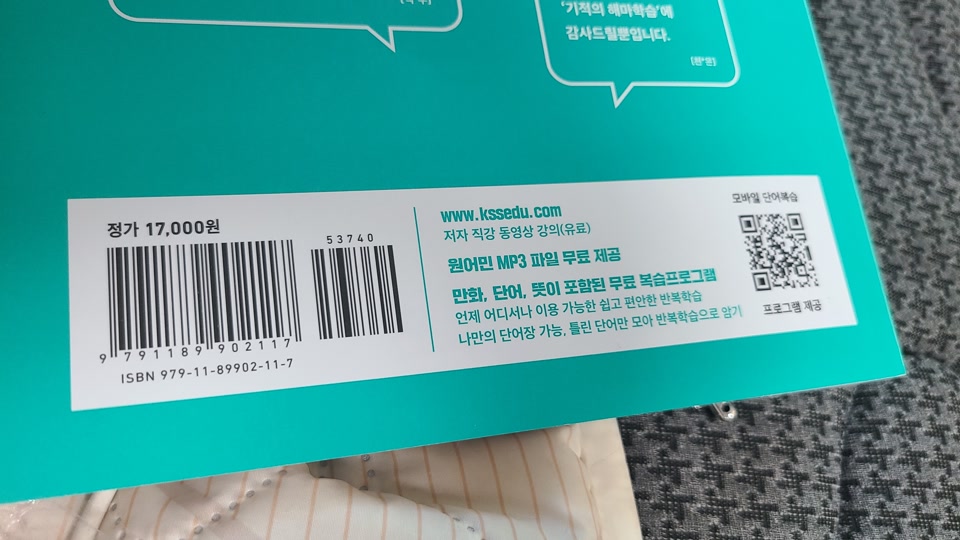 '기적의 해마학습'에
감사드릴뿐입니다.
정가 17,000원
53740
9 791189 902117
ISBN 979-11-89902-11-7
www.kssedu.com
저자 직강 동영상 강의(유료)
원어민 MP3 파일 무료 제공
만화, 단어, 뜻이 포함된 무료 복습프로그램
언제 어디서나 이용 가능한 쉽고 편안한 반복학습
나만의 단어장 가능, 틀린 단어만 모아 반복학습으로 암기
모바일 단어복습
프로그램 제공